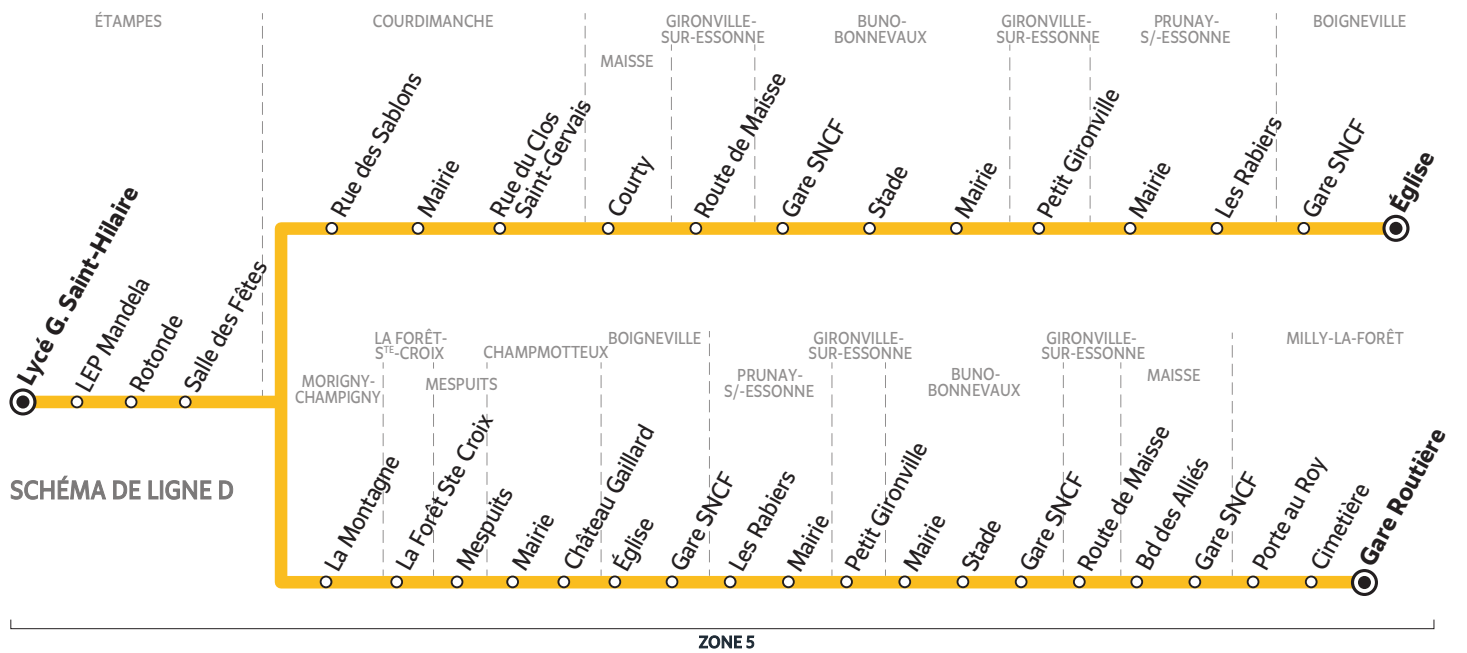 ÉTAMPES
COURDIMANCHE
MAISSE
GIRONVILLE-
SUR-ESSONNE
BUNO-
BONNEVAUX
GIRONVILLE-
SUR-ESSONNE
PRUNAY-
S/-ESSONNE
BOIGNEVILLE
Lycé G. Saint-Hilaire
LEP Mandela
Rotonde
Salle des Fêtes
Rue des Sablons
Mairie
Rue du Clos
Saint-Gervais
Courty
Route de Maisse
Gare SNCF
Stade
Mairie
Petit Gironville
Mairie
Les Rabiers
Gare SNCF
Église
MORIGNY-
CHAMPIGNY
LA FORÊT-
STE-CROIX
MESPUITS
CHAMPMOTTEUX
BOIGNEVILLE
PRUNAY-
S/-ESSONNE
GIRONVILLE-
SUR-ESSONNE
BUNO-
BONNEVAUX
GIRONVILLE-
SUR-ESSONNE
MAISSE
MILLY-LA-FORÊT
La Montagne
La Forêt Ste Croix
Mespuits
Mairie
Château Gaillard
Église
Gare SNCF
Les Rabiers
Mairie
Petit Gironville
Mairie
Stade
Gare SNCF
Route de Maisse
Bd des Alliés
Gare SNCF
Porte au Roy
Cimetière
Gare Routière
SCHÉMA DE LIGNE D
ZONE 5